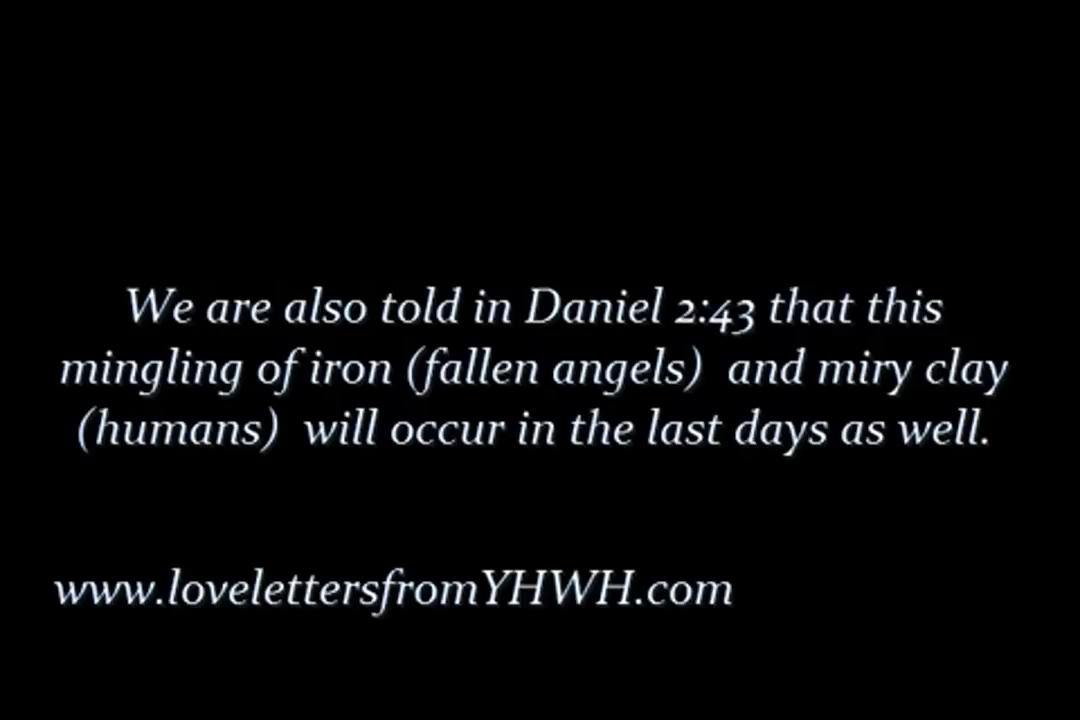 We are also told in Daniel 2:43 that this
mingling of iron (fallen angels)  and miry clay
(humans)  will occur in the last days as well.
www.lovelettersfromYHWH.com